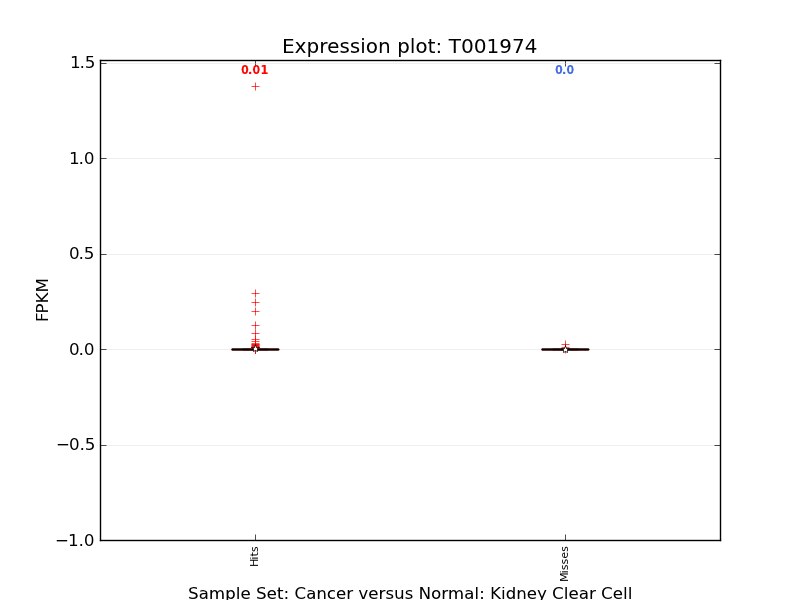 Expression plot: T001974
1.5
0.01
0.0
1.0
0.5
FPKM
0.0
−0.5
−1.0
Hits
Misses
Sample Set: Cancer versus Normal: Kidney Clear Cell